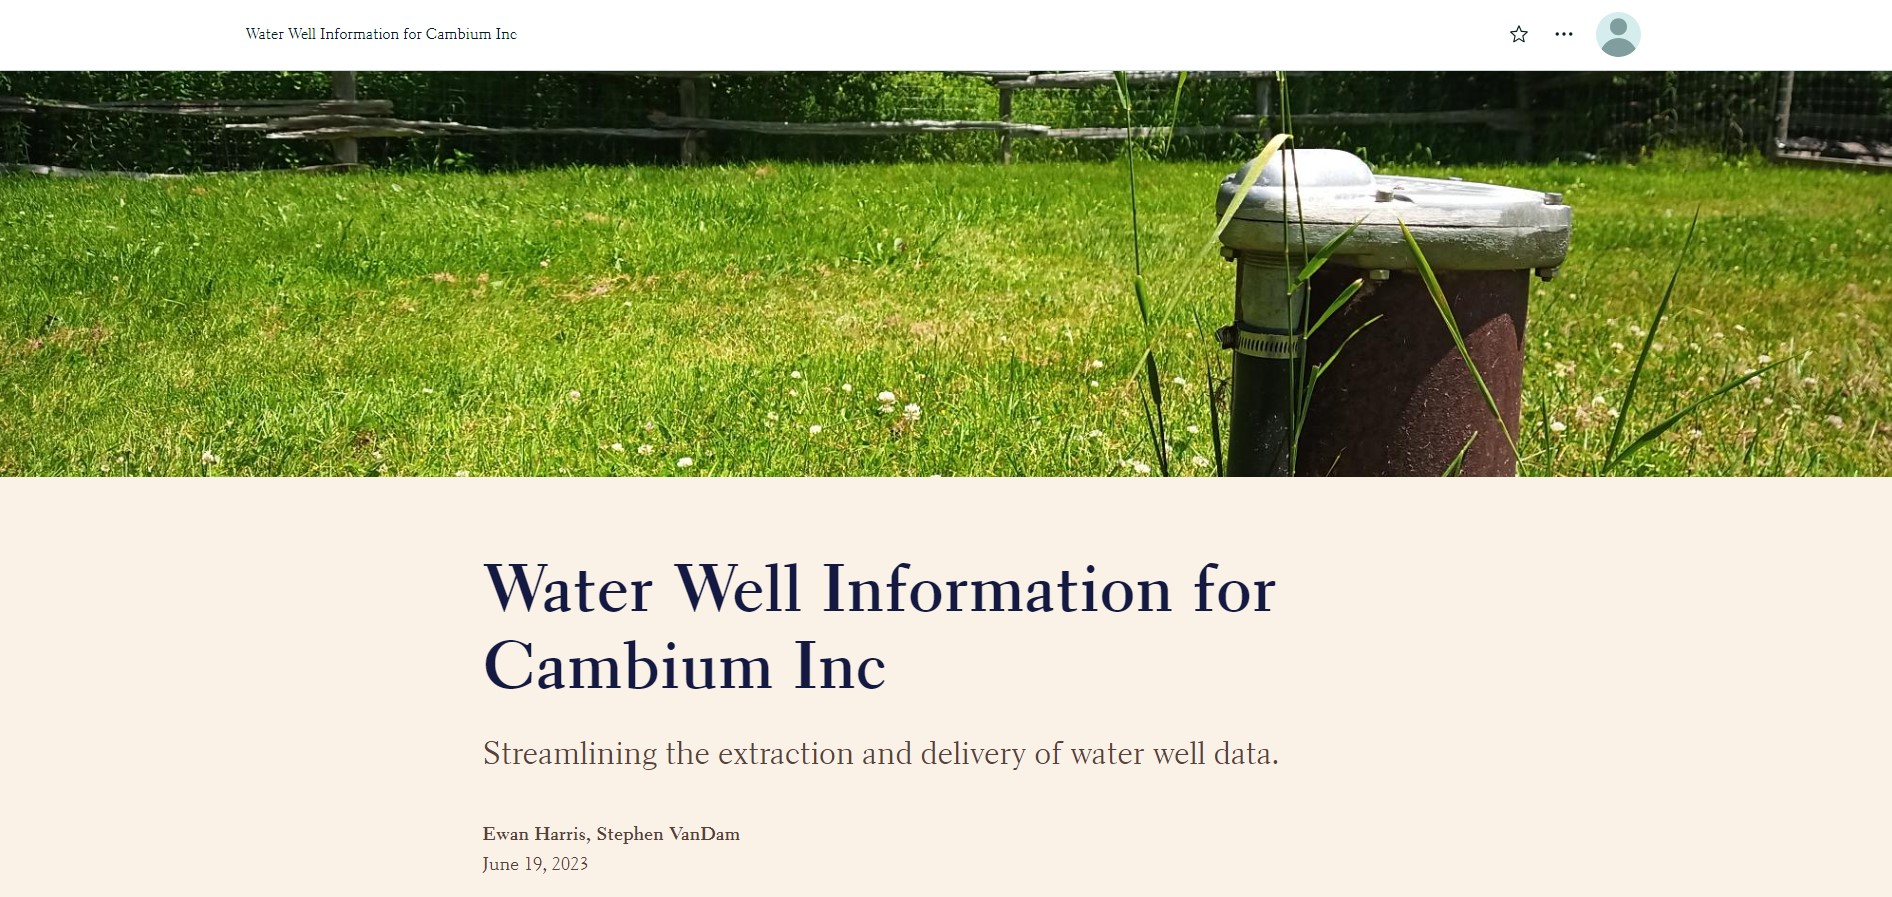 Water Well Information for Cambium Inc
Water Well Information for
Cambium Inc
Streamlining the extraction and delivery of water well data.
Ewan Harris, Stephen VanDam
June 19, 2023